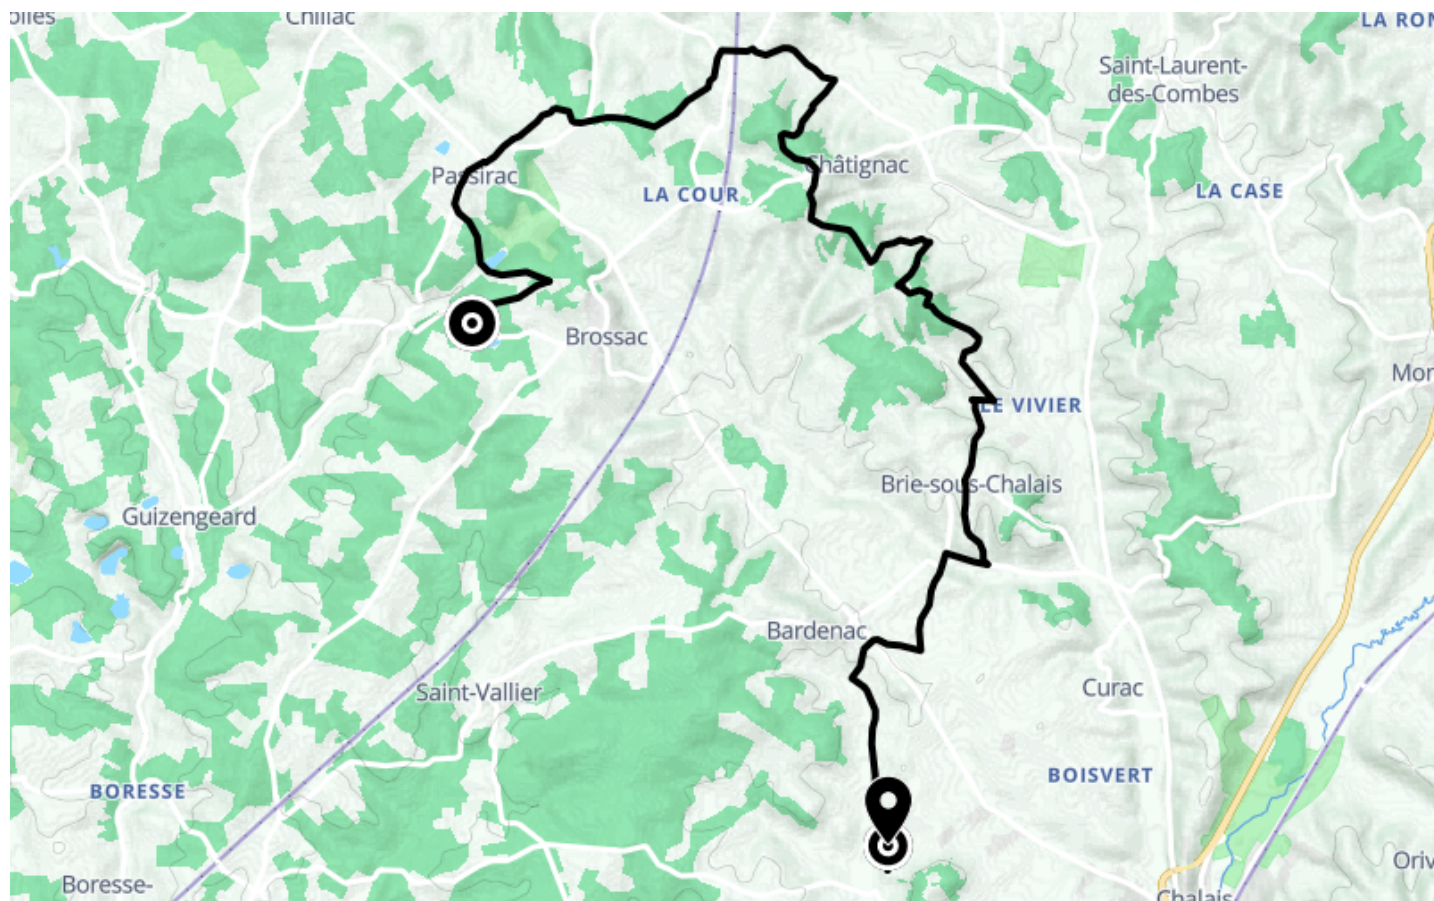 Chillac
LA RON
Saint-Laurent-
des-Combes
Châtignac
Passirac
LA COUR
LA CASE
Brossac
Mor
LE VIVIER
Brie-sous-Chalais
Guizengeard
Bardenac
Saint-Vallier
Curac
BOISVERT
BORESSE
Oriv
Boresse-
Chalais